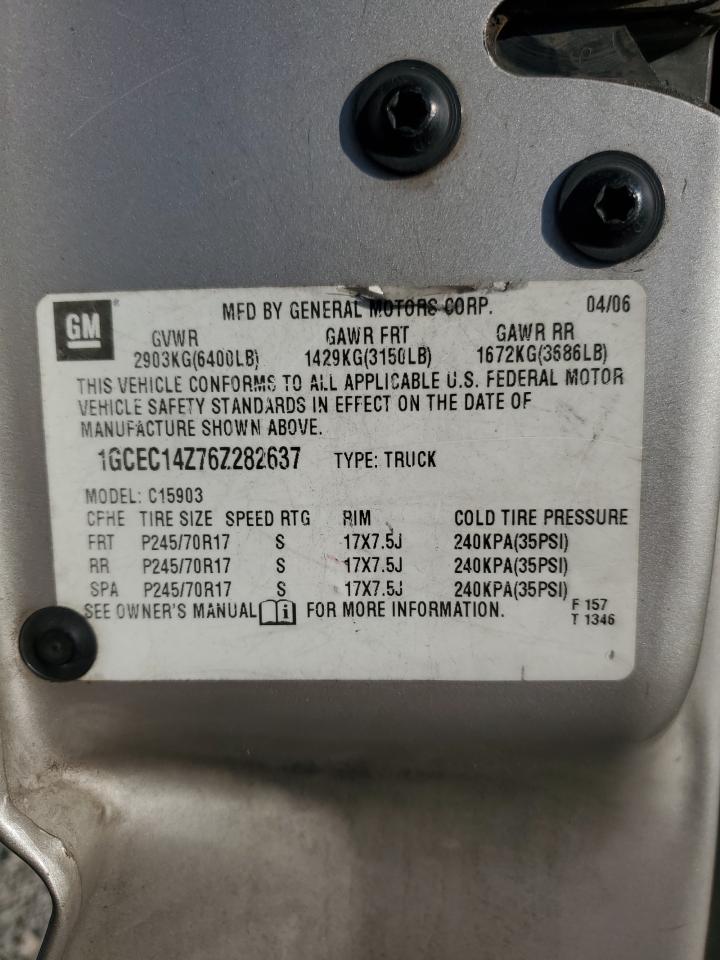 GM
MFD BY GENERAL MOTORS CORP. 04/06
GVWR GAWR FRT GAWR RR
2903KG(6400LB) 1429KG(3150LB) 1672KG(3686LB)
THIS VEHICLE CONFORMS TO ALL APPLICABLE U.S. FEDERAL MOTOR
VEHICLE SAFETY STANDARDS IN EFFECT ON THE DATE OF
MANUFACTURE SHOWN ABOVE.
1GCEC14Z76Z282637 TYPE: TRUCK
MODEL: C15903
CFHE TIRE SIZE SPEED RTG RIM COLD TIRE PRESSURE
FRT P245/70R17 S 17X7.5J 240KPA(35PSI)
RR P245/70R17 S 17X7.5J 240KPA(35PSI)
SPA P245/70R17 S 17X7.5J 240KPA(35PSI)
SEE OWNER'S MANUAL i FOR MORE INFORMATION. F 157
T 1346